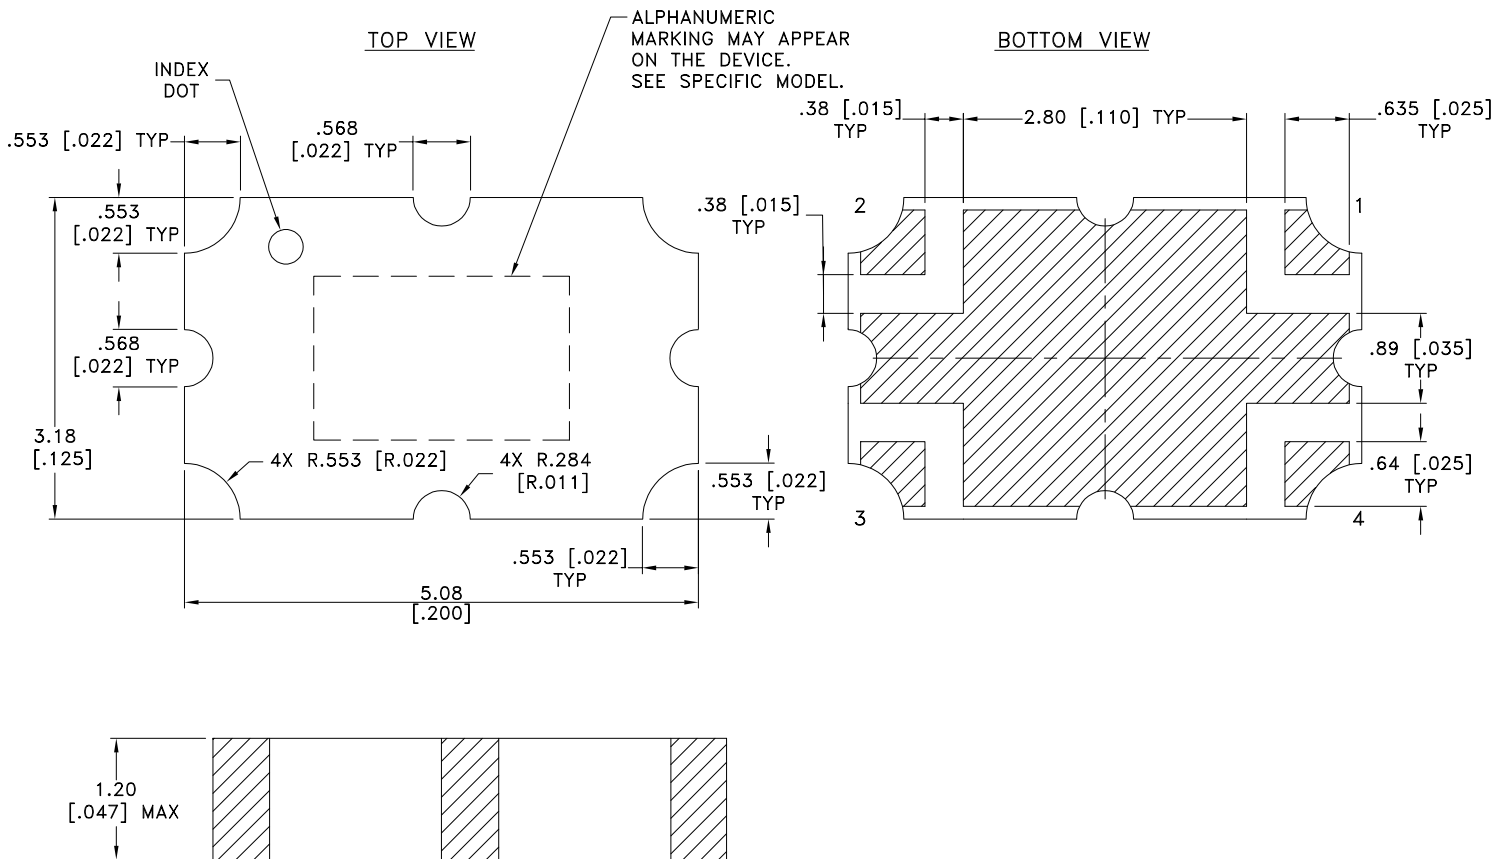 TOP VIEW
ALPHANUMERIC
MARKING MAY APPEAR
ON THE DEVICE.
SEE SPECIFIC MODEL.
INDEX
DOT
.553 [.022] TYP
.568
[.022] TYP
.553
[.022] TYP
.568
[.022] TYP
3.18
[.125]
4X R.553 [R.022]
4X R.284
[R.011]
.553 [.022]
TYP
.553 [.022]
TYP
5.08
[.200]
BOTTOM VIEW
.38 [.015]
TYP
2.80 [.110] TYP
.635 [.025]
TYP
.38 [.015]
TYP
2
1
.89 [.035]
TYP
.64 [.025]
TYP
3
4
1.20
[.047] MAX